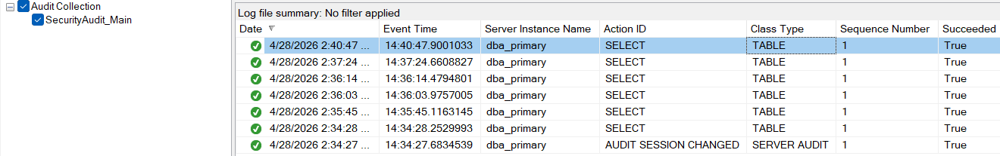 Audit Collection
SecurityAudit_Main
Log file summary: No filter applied
Date Event Time Server Instance Name Action ID Class Type Sequence Number Succeeded
4/28/2026 2:40:47 ... 14:40:47.9001033 dba_primary SELECT TABLE 1 True
4/28/2026 2:37:24 ... 14:37:24.6608827 dba_primary SELECT TABLE 1 True
4/28/2026 2:36:14 ... 14:36:14.4794801 dba_primary SELECT TABLE 1 True
4/28/2026 2:36:03 ... 14:36:03.9757005 dba_primary SELECT TABLE 1 True
4/28/2026 2:35:45 ... 14:35:45.1163145 dba_primary SELECT TABLE 1 True
4/28/2026 2:34:28 ... 14:34:28.2529993 dba_primary SELECT TABLE 1 True
4/28/2026 2:34:27 ... 14:34:27.6834539 dba_primary AUDIT SESSION CHANGED SERVER AUDIT 1 True